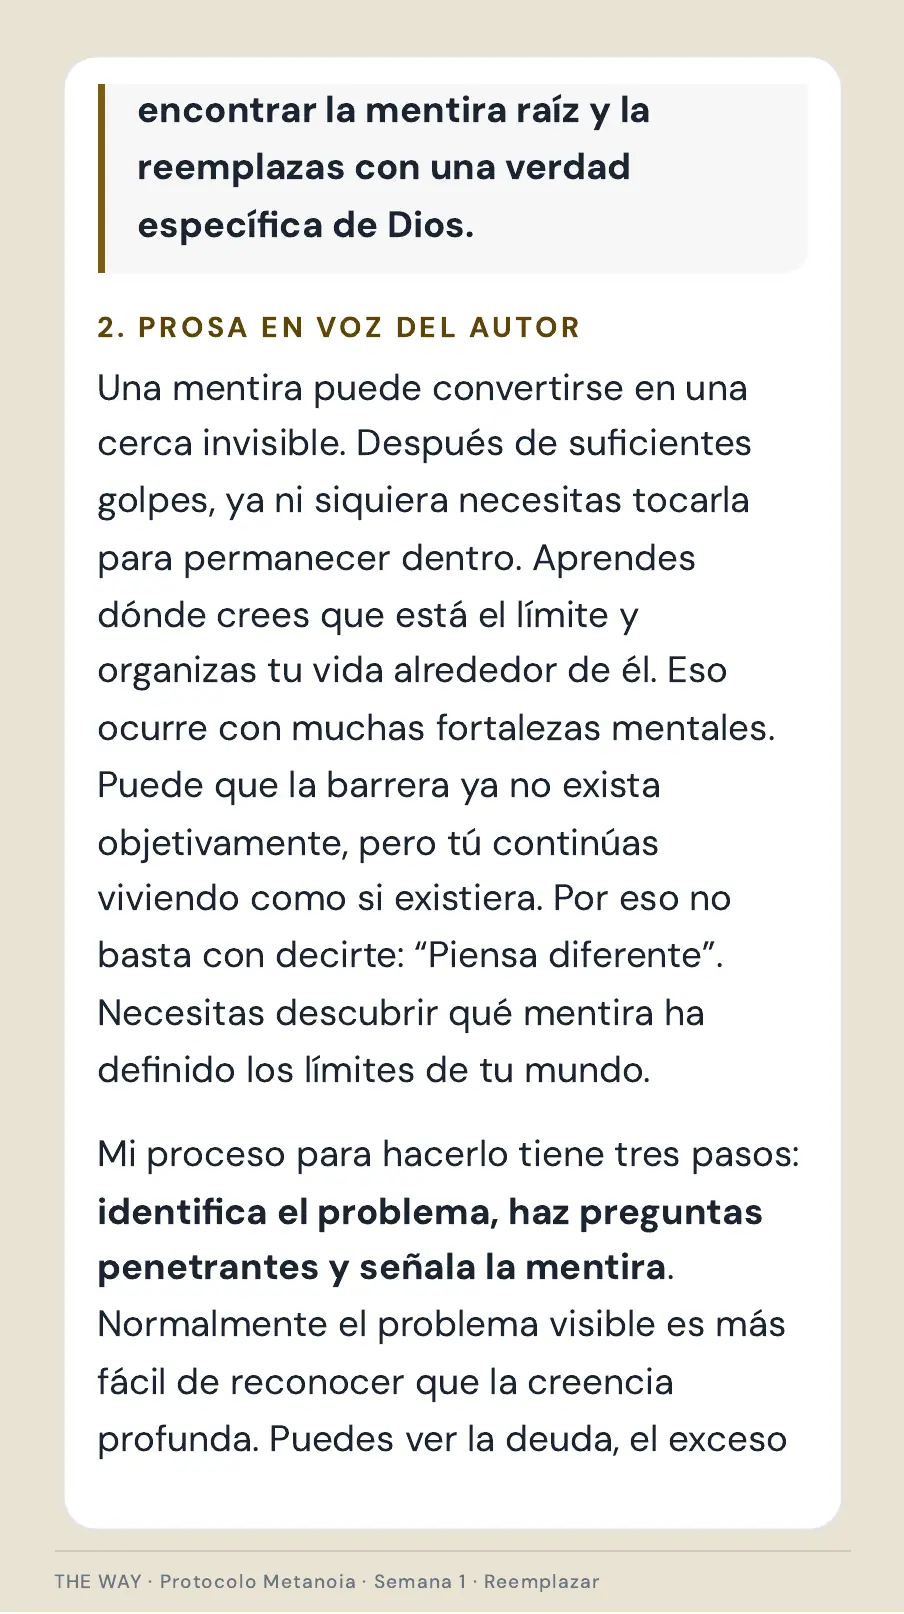 encontrar la mentira raíz y la
reemplazas con una verdad
específica de Dios.
2. PROSA EN VOZ DEL AUTOR
Una mentira puede convertirse en una
cerca invisible. Después de suficientes
golpes, ya ni siquiera necesitas tocarla
para permanecer dentro. Aprendes
dónde crees que está el límite y
organizas tu vida alrededor de él. Eso
ocurre con muchas fortalezas mentales.
Puede que la barrera ya no exista
objetivamente, pero tú continúas
viviendo como si existiera. Por eso no
basta con decirte: “Piensa diferente”.
Necesitas descubrir qué mentira ha
definido los límites de tu mundo.
Mi proceso para hacerlo tiene tres pasos:
identifica el problema, haz preguntas
penetrantes y señala la mentira.
Normalmente el problema visible es más
fácil de reconocer que la creencia
profunda. Puedes ver la deuda, el exceso
THE WAY · Protocolo Metanoia · Semana 1 · Reemplazar